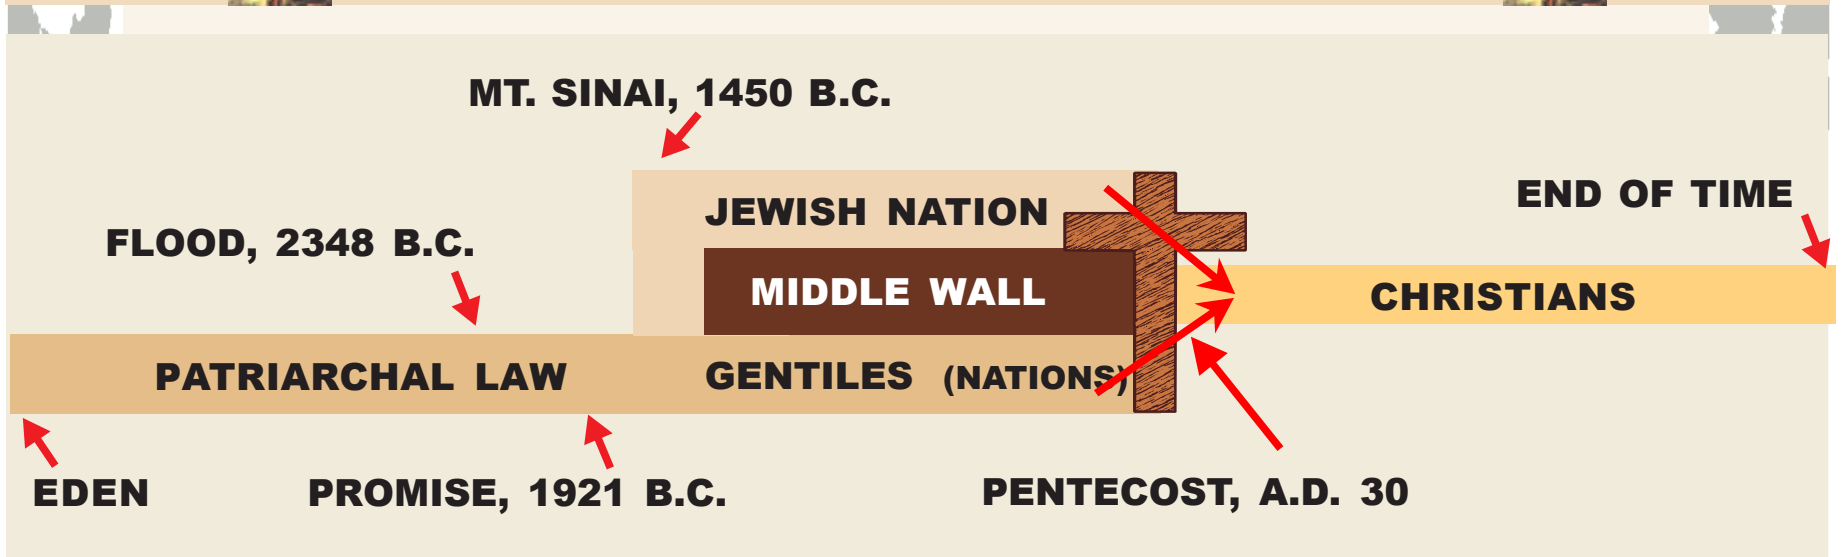 MT. SINAI, 1450 B.C.
END OF TIME
JEWISH NATION
FLOOD, 2348 B.C.
MIDDLE WALL
CHRISTIANS
PATRIARCHAL LAW
GENTILES (NATIONS)
EDEN
PROMISE, 1921 B.C.
PENTECOST, A.D. 30